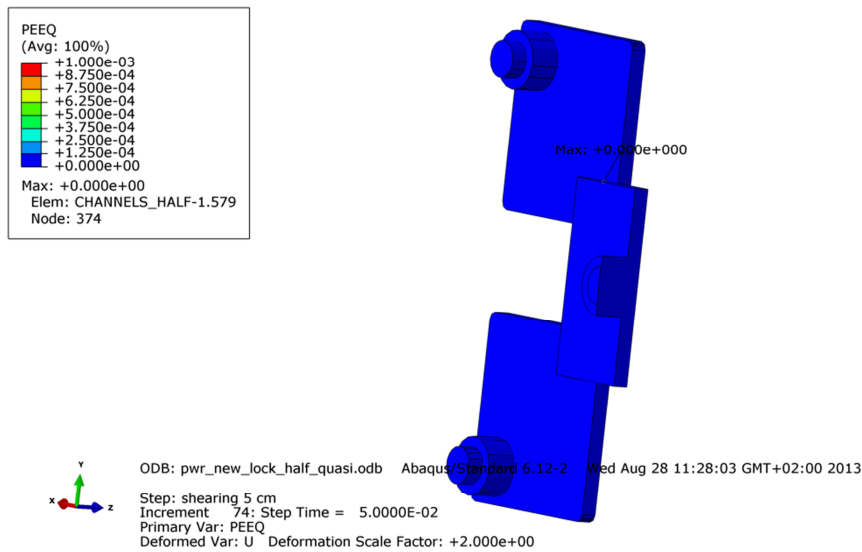 PEEQ
(Avg: 100%)
+1.000e-03
+8.750e-04
+7.500e-04
+6.250e-04
+5.000e-04
+3.750e-04
+2.500e-04
+1.250e-04
+0.000e+00
Max: +0.000e+00
Elem: CHANNELS_HALF-1.579
Node: 374
Max: +0.000e+000
Y
X
Z
ODB: pwr_new_lock_half_quasi.odb    Abaqus/Standard 6.12-2    Wed Aug 28 11:28:03 GMT+02:00 2013
Step: shearing 5 cm
Increment    74: Step Time =    5.0000E-02
Primary Var: PEEQ
Deformed Var: U   Deformation Scale Factor: +2.000e+00